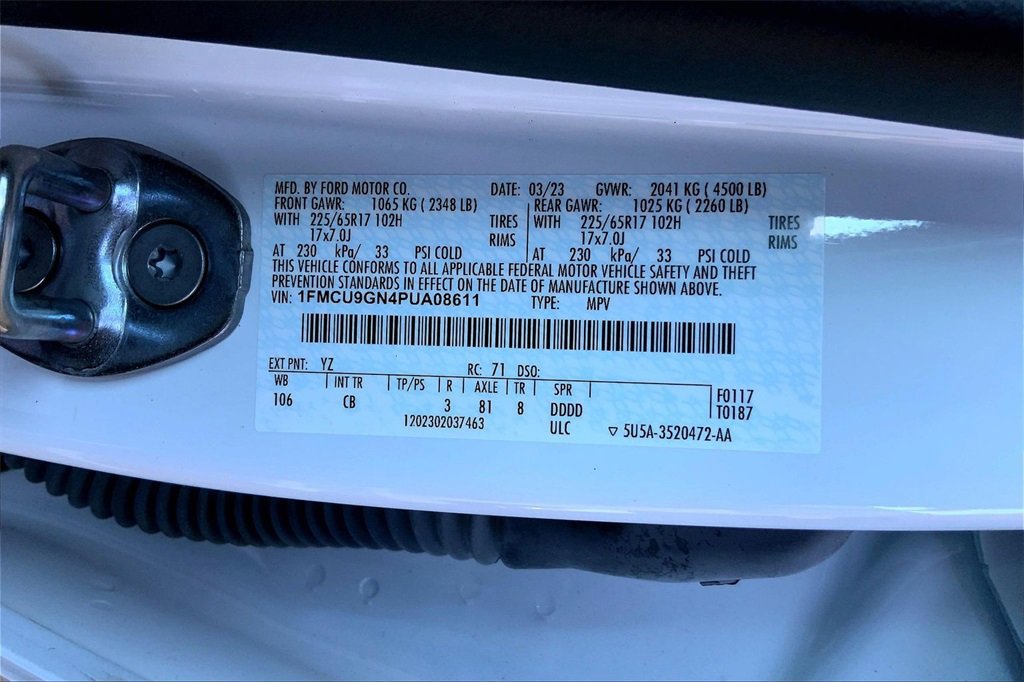 MFD. BY FORD MOTOR CO. DATE: 03/23 GVWR: 2041 KG ( 4500 LB)
FRONT GAWR: 1065 KG ( 2348 LB) REAR GAWR: 1025 KG ( 2260 LB)
WITH 225/65R17 102H TIRES WITH 225/65R17 102H TIRES
17x7.0J RIMS 17x7.0J RIMS
AT 230 kPa/ 33 PSI COLD AT 230 kPa/ 33 PSI COLD
THIS VEHICLE CONFORMS TO ALL APPLICABLE FEDERAL MOTOR VEHICLE SAFETY AND THEFT
PREVENTION STANDARDS IN EFFECT ON THE DATE OF MANUFACTURE SHOWN ABOVE.
VIN: 1FMCU9GN4PUA08611 TYPE: MPV
EXT PNT: YZ RC: 71 DSO:
WB INT TR TP/PS R AXLE TR SPR F0117
106 CB 3 81 8 DDDD T0187
1202302037463 ULC ▽ 5U5A-3520472-AA